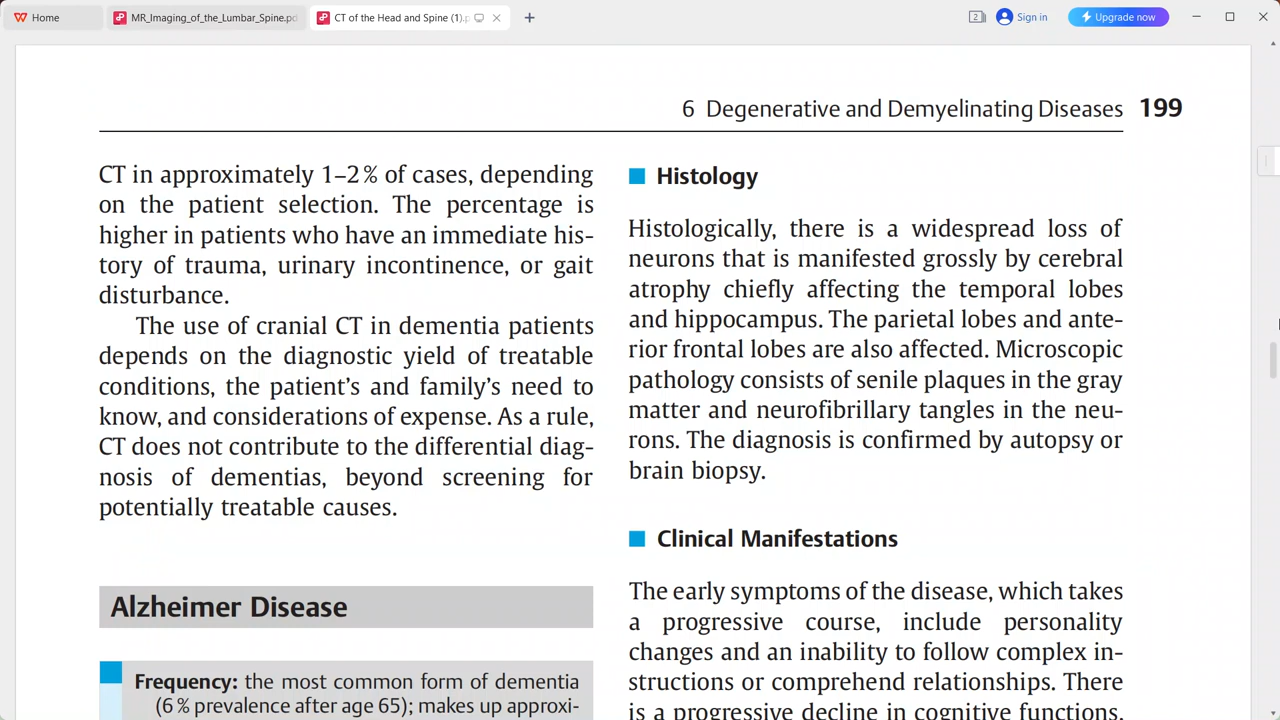 Home
MR_Imaging_of_the_Lumbar_Spine.pd
CT of the Head and Spine (1).p
2
Sign in
Upgrade now
6 Degenerative and Demyelinating Diseases 199
CT in approximately 1–2 % of cases, depending
on the patient selection. The percentage is
higher in patients who have an immediate his-
tory of trauma, urinary incontinence, or gait
disturbance.
The use of cranial CT in dementia patients
depends on the diagnostic yield of treatable
conditions, the patient's and family's need to
know, and considerations of expense. As a rule,
CT does not contribute to the differential diag-
nosis of dementias, beyond screening for
potentially treatable causes.
Alzheimer Disease
Frequency: the most common form of dementia
(6 % prevalence after age 65); makes up approxi-
Histology
Histologically, there is a widespread loss of
neurons that is manifested grossly by cerebral
atrophy chiefly affecting the temporal lobes
and hippocampus. The parietal lobes and ante-
rior frontal lobes are also affected. Microscopic
pathology consists of senile plaques in the gray
matter and neurofibrillary tangles in the neu-
rons. The diagnosis is confirmed by autopsy or
brain biopsy.
Clinical Manifestations
The early symptoms of the disease, which takes
a progressive course, include personality
changes and an inability to follow complex in-
structions or comprehend relationships. There
is a progressive decline in cognitive functions,